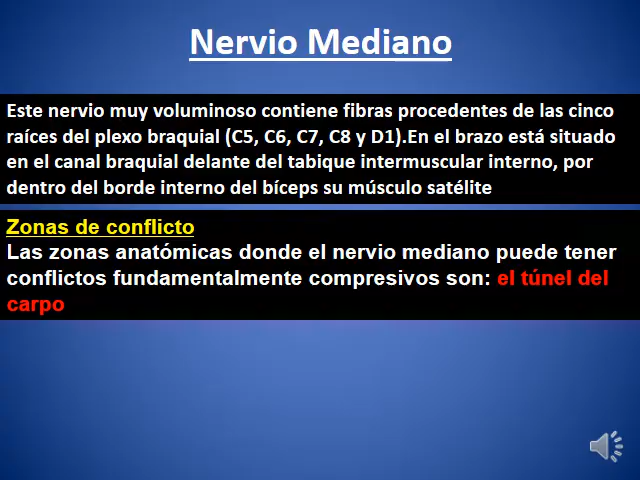 Nervio Mediano
Este nervio muy voluminoso contiene fibras procedentes de las cinco
raíces del plexo braquial (C5, C6, C7, C8 y D1).En el brazo está situado
en el canal braquial delante del tabique intermuscular interno, por
dentro del borde interno del bíceps su músculo satélite
Zonas de conflicto
Las zonas anatómicas donde el nervio mediano puede tener
conflictos fundamentalmente compresivos son: el túnel del
carpo